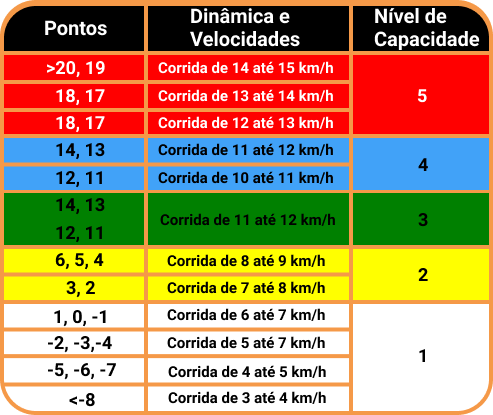 Pontos
Dinâmica e
Velocidades
Nível de
Capacidade
>20, 19
Corrida de 14 até 15 km/h
18, 17
Corrida de 13 até 14 km/h
5
18, 17
Corrida de 12 até 13 km/h
14, 13
Corrida de 11 até 12 km/h
4
12, 11
Corrida de 10 até 11 km/h
14, 13
12, 11
Corrida de 11 até 12 km/h
3
6, 5, 4
Corrida de 8 até 9 km/h
2
3, 2
Corrida de 7 até 8 km/h
1, 0, -1
Corrida de 6 até 7 km/h
-2, -3,-4
Corrida de 5 até 7 km/h
1
-5, -6, -7
Corrida de 4 até 5 km/h
<-8
Corrida de 3 até 4 km/h